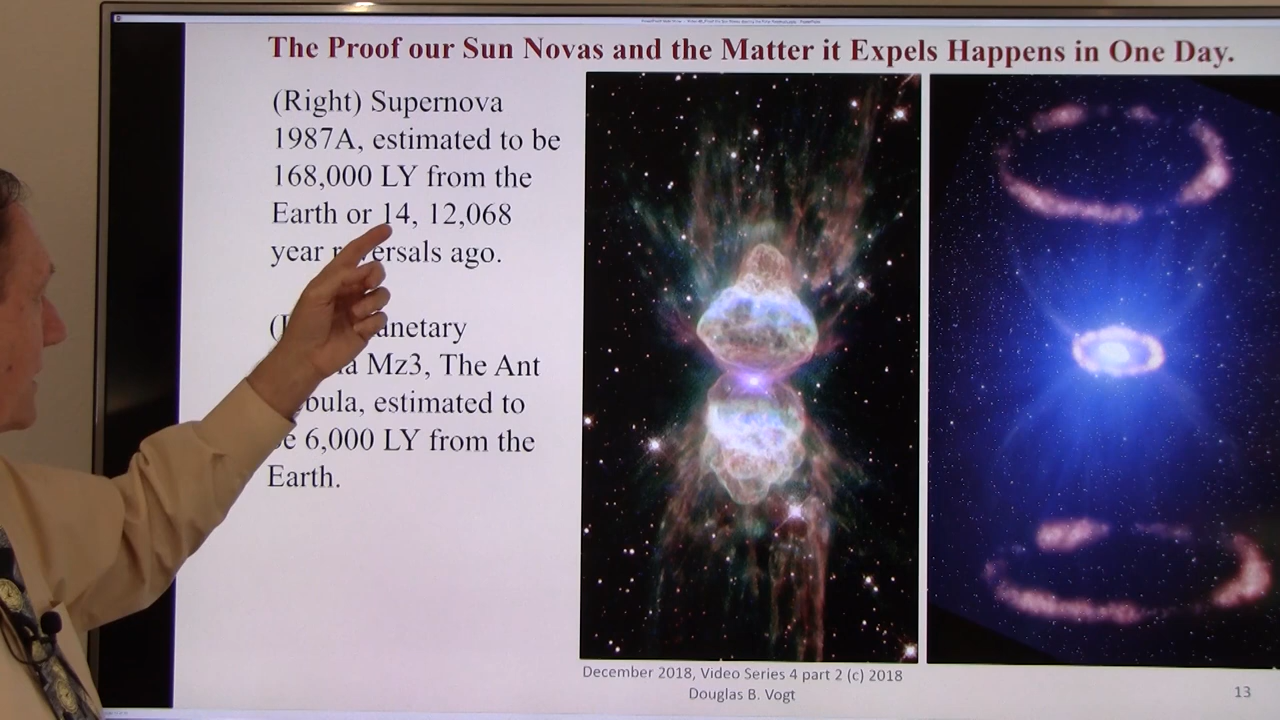 The Proof our Sun Novas and the Matter it Expels Happens in One Day.
(Right) Supernova
1987A, estimated to be
168,000 LY from the
Earth or 14, 12,068
year ago.
Mz3, The Ant
estimated to
6,000 LY from the
Earth.
December 2018, Video Series 4 part 2 (c) 2018
Douglas B. Vogt
13